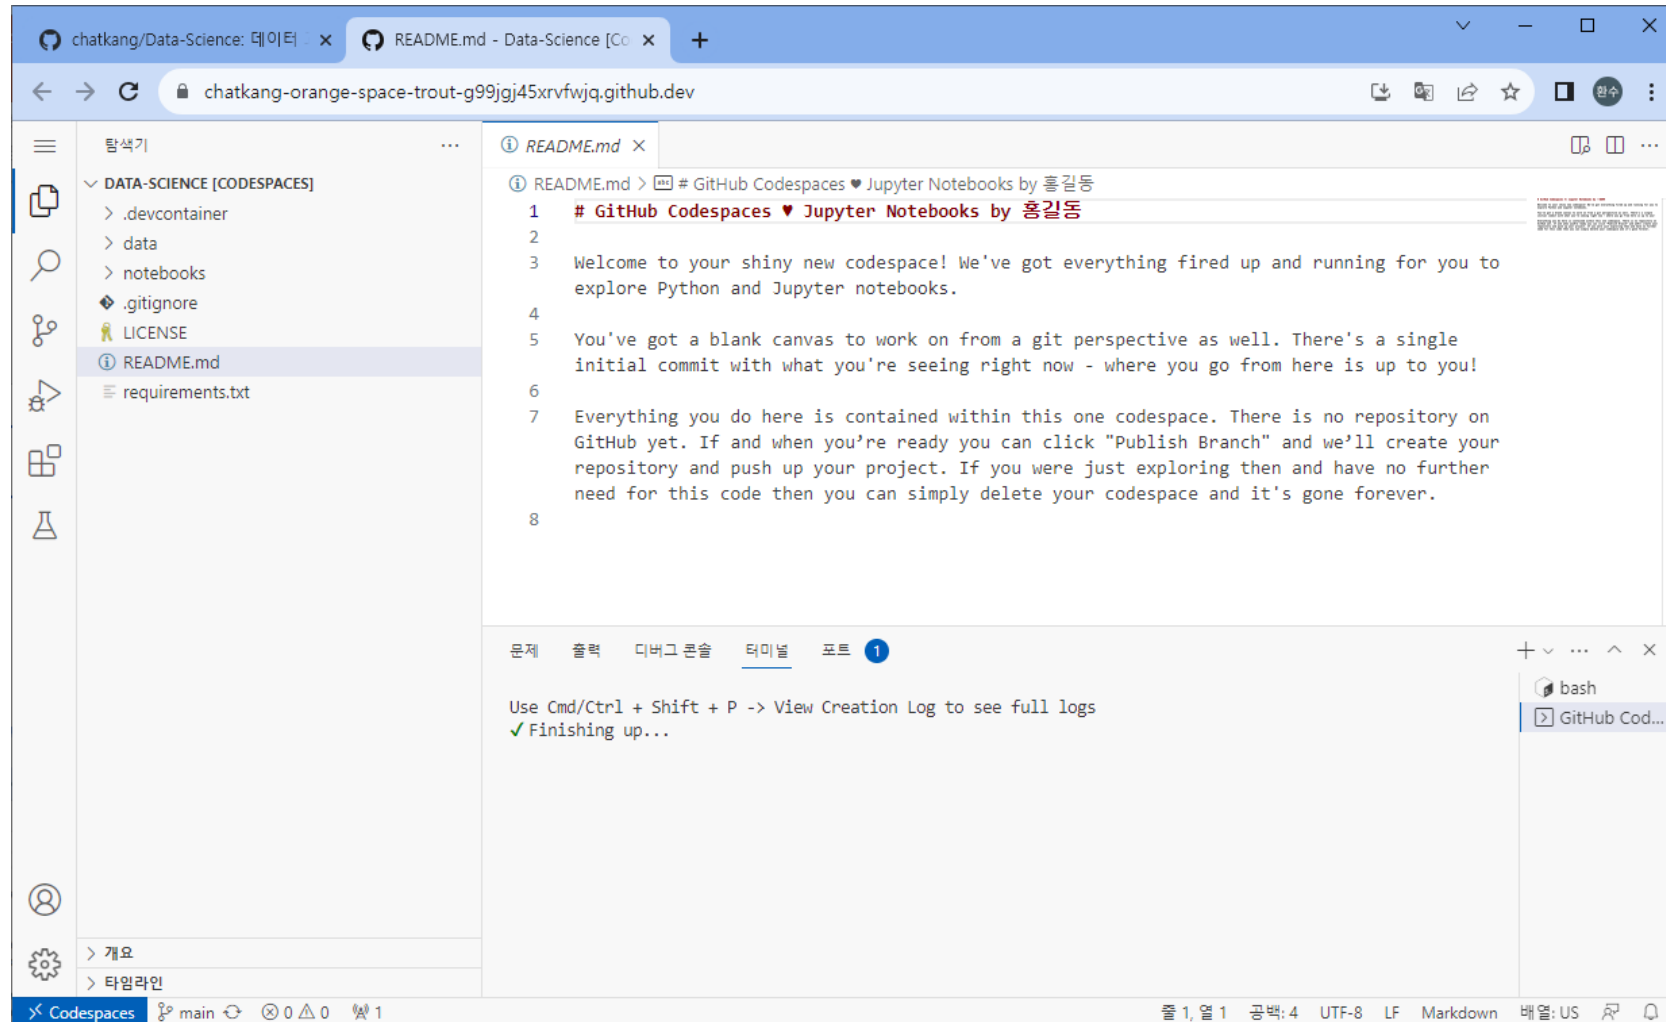 chatkang/Data-Science: 데이터
README.md - Data-Science [Co
chatkang-orange-space-trout-g99jgj45xrvfwjq.github.dev
환수
탐색기
DATA-SCIENCE [CODESPACES]
.devcontainer
data
notebooks
.gitignore
LICENSE
README.md
requirements.txt
개요
타임라인
README.md
README.md > # GitHub Codespaces ♥ Jupyter Notebooks by 홍길동
1 # GitHub Codespaces ♥ Jupyter Notebooks by 홍길동
2
3 Welcome to your shiny new codespace! We've got everything fired up and running for you to
explore Python and Jupyter notebooks.
4
5 You've got a blank canvas to work on from a git perspective as well. There's a single
initial commit with what you're seeing right now - where you go from here is up to you!
6
7 Everything you do here is contained within this one codespace. There is no repository on
GitHub yet. If and when you’re ready you can click "Publish Branch" and we’ll create your
repository and push up your project. If you were just exploring then and have no further
need for this code then you can simply delete your codespace and it's gone forever.
8
문제 출력 디버그 콘솔 터미널 포트 1
Use Cmd/Ctrl + Shift + P -> View Creation Log to see full logs
✓ Finishing up...
bash
GitHub Cod...
Codespaces main 0 0 1
줄 1, 열 1 공백: 4 UTF-8 LF Markdown 배열: US